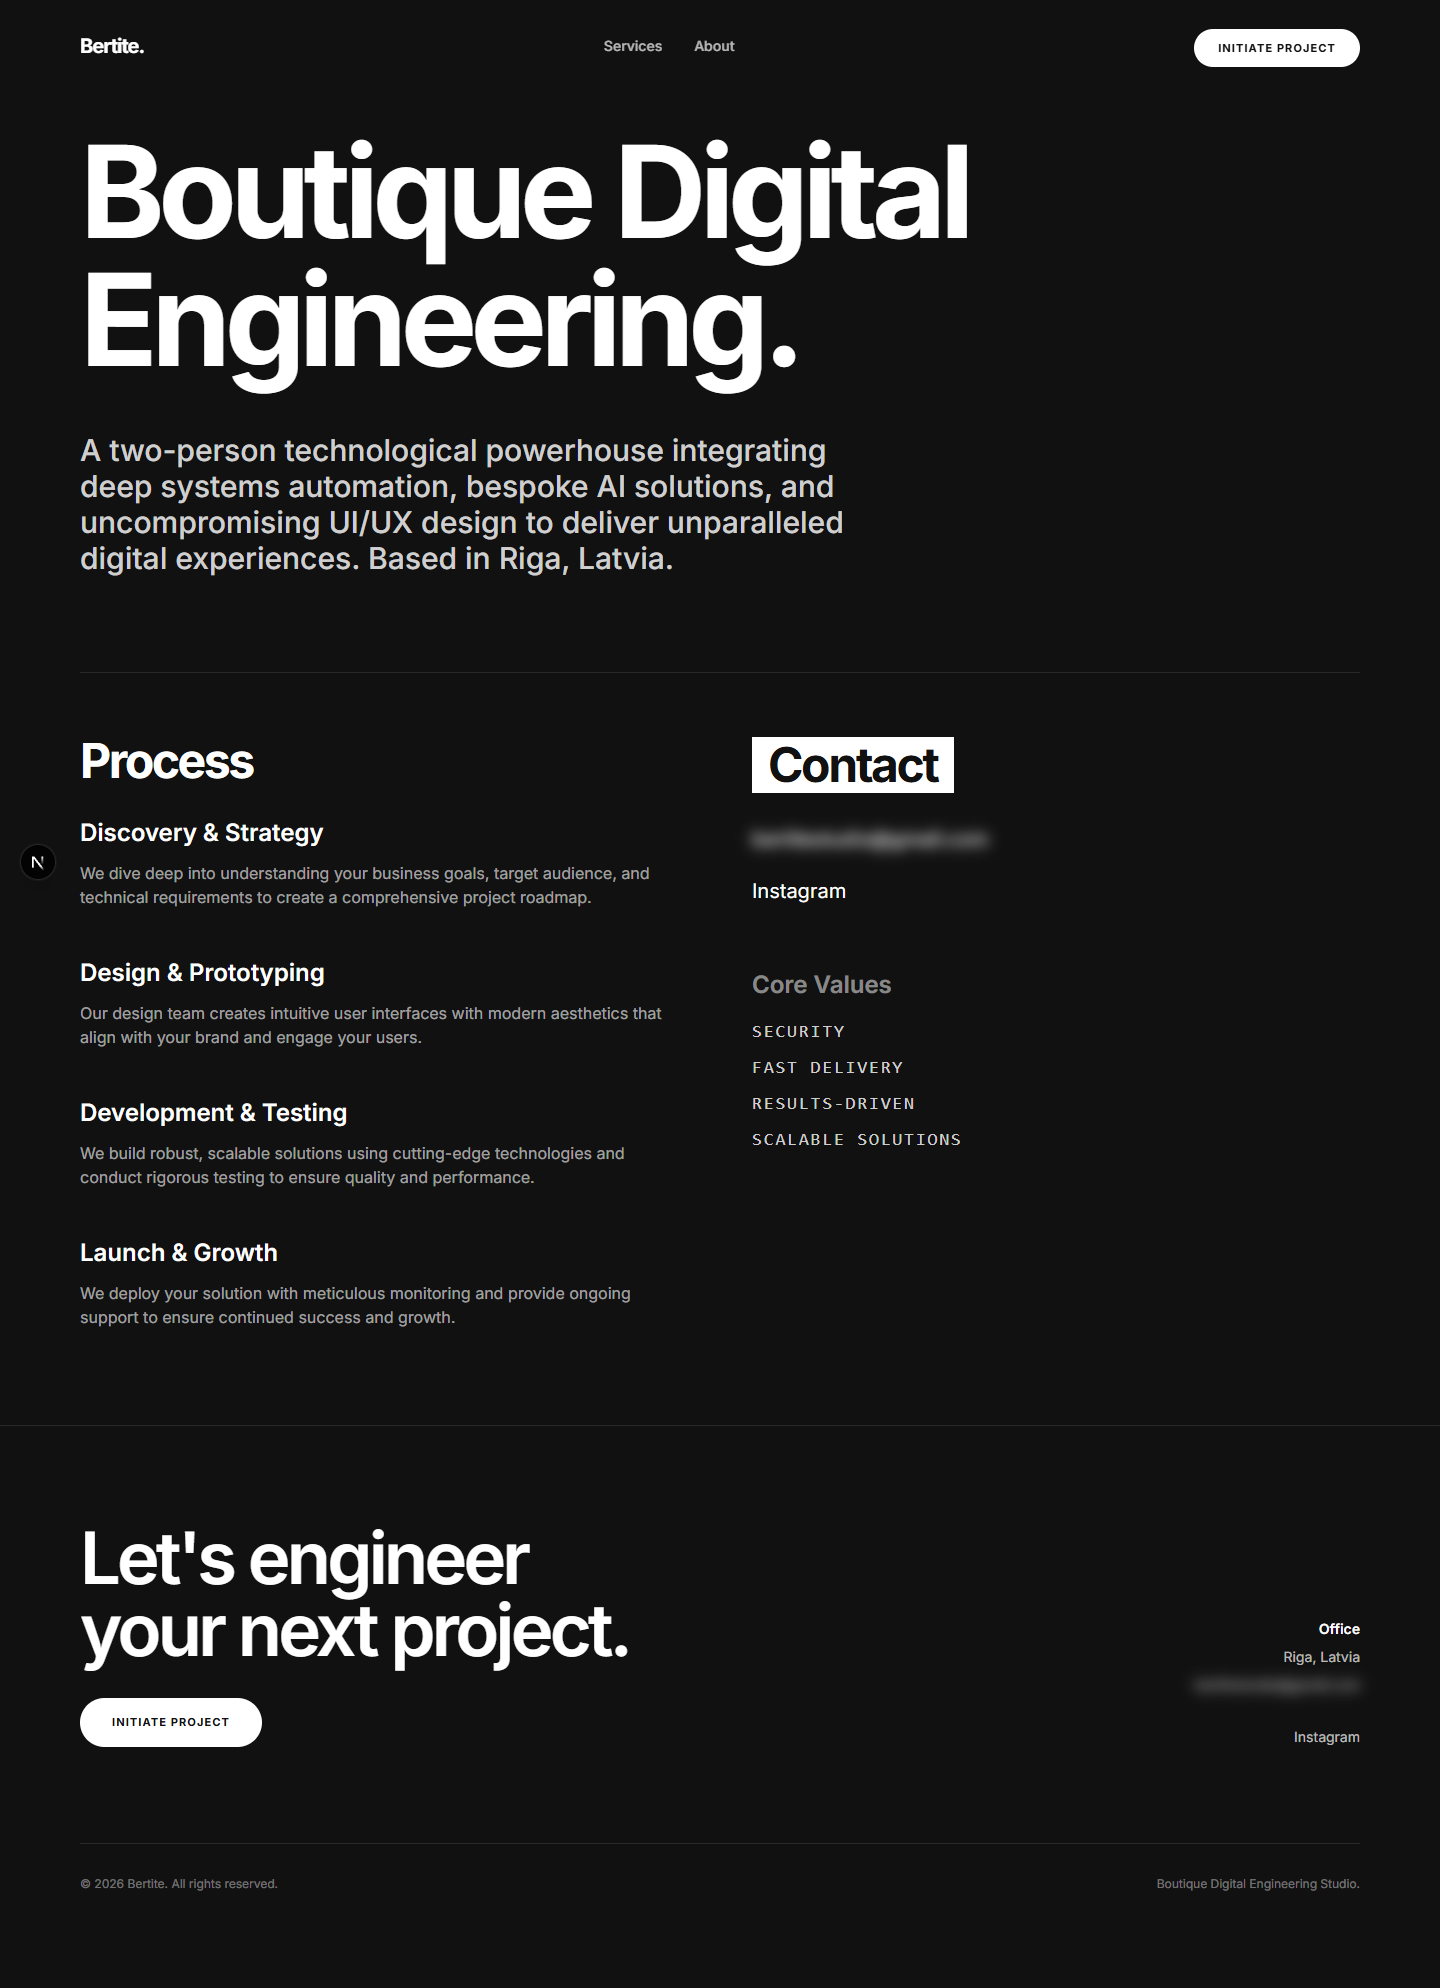 Bertite.
Services
About
INITIATE PROJECT
Boutique Digital
Engineering.
A two-person technological powerhouse integrating
deep systems automation, bespoke AI solutions, and
uncompromising UI/UX design to deliver unparalleled
digital experiences. Based in Riga, Latvia.
Process
Discovery & Strategy
We dive deep into understanding your business goals, target audience, and
technical requirements to create a comprehensive project roadmap.
Design & Prototyping
Our design team creates intuitive user interfaces with modern aesthetics that
align with your brand and engage your users.
Development & Testing
We build robust, scalable solutions using cutting-edge technologies and
conduct rigorous testing to ensure quality and performance.
Launch & Growth
We deploy your solution with meticulous monitoring and provide ongoing
support to ensure continued success and growth.
Contact
Instagram
Core Values
SECURITY
FAST DELIVERY
RESULTS-DRIVEN
SCALABLE SOLUTIONS
N
Let's engineer
your next project.
INITIATE PROJECT
Office
Riga, Latvia
Instagram
© 2026 Bertite. All rights reserved.
Boutique Digital Engineering Studio.